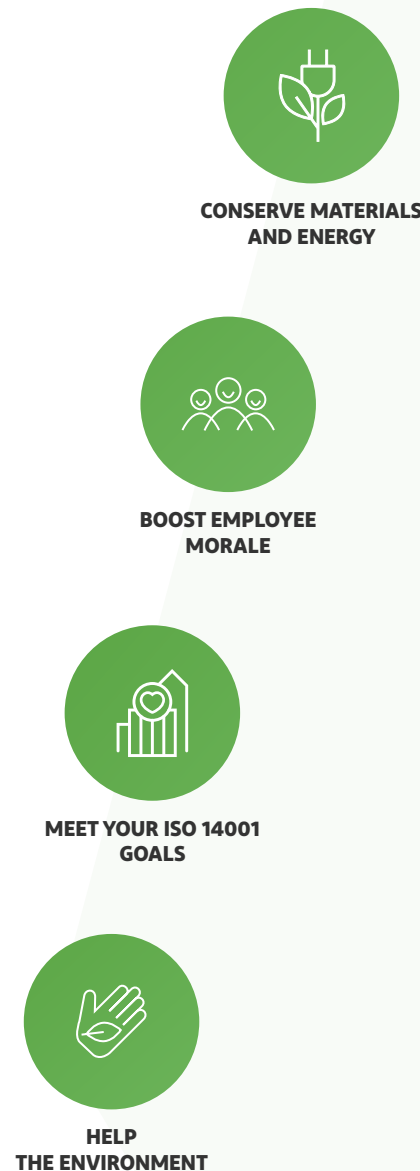 CONSERVE MATERIALS
AND ENERGY
BOOST EMPLOYEE
MORALE
MEET YOUR ISO 14001
GOALS
HELP
THE ENVIRONMENT